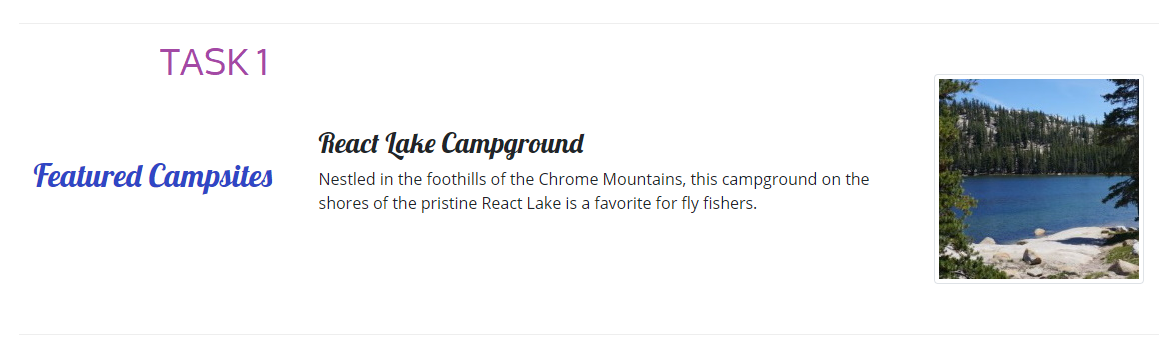 TASK 1
Featured Campsites
React Lake Campground
Nestled in the foothills of the Chrome Mountains, this campground on the
shores of the pristine React Lake is a favorite for fly fishers.